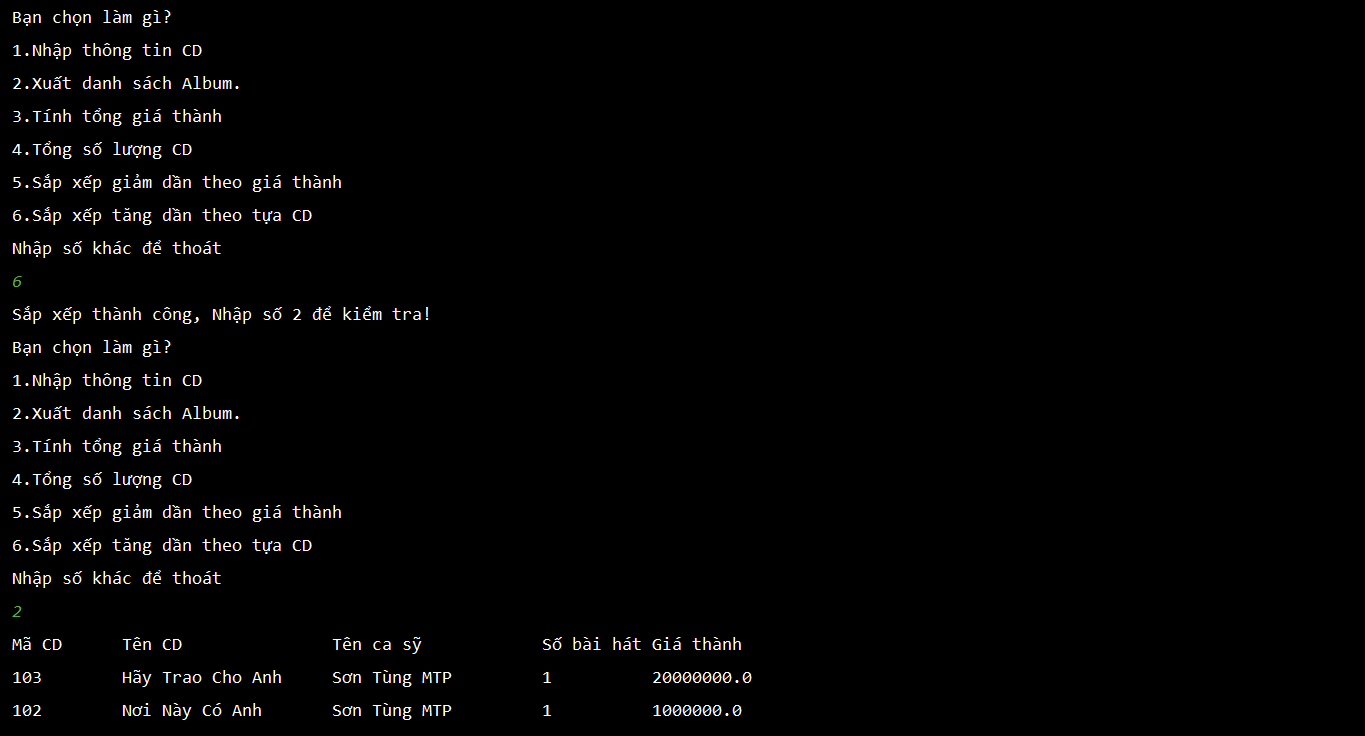 Bạn chọn làm gì?
1.Nhập thông tin CD
2.Xuất danh sách Album.
3.Tính tổng giá thành
4.Tổng số lượng CD
5.Sắp xếp giảm dần theo giá thành
6.Sắp xếp tăng dần theo tựa CD
Nhập số khác để thoát
6
Sắp xếp thành công, Nhập số 2 để kiểm tra!
Bạn chọn làm gì?
1.Nhập thông tin CD
2.Xuất danh sách Album.
3.Tính tổng giá thành
4.Tổng số lượng CD
5.Sắp xếp giảm dần theo giá thành
6.Sắp xếp tăng dần theo tựa CD
Nhập số khác để thoát
2
Mã CD Tên CD Tên ca sỹ Số bài hát Giá thành
103 Hãy Trao Cho Anh Sơn Tùng MTP 1 20000000.0
102 Nơi Này Có Anh Sơn Tùng MTP 1 1000000.0